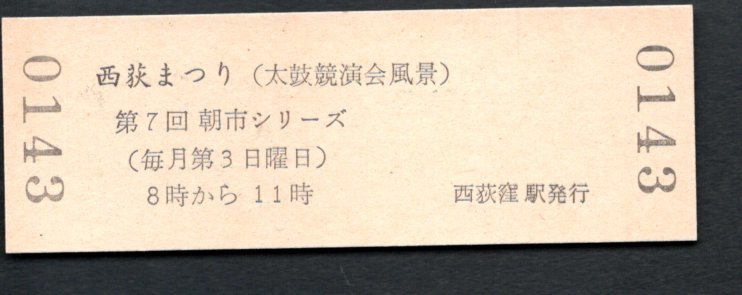 0143
西荻まつり（太鼓競演会風景）
第7回 朝市シリーズ
（毎月第3日曜日）
8時から 11時
西荻窪駅発行
0143